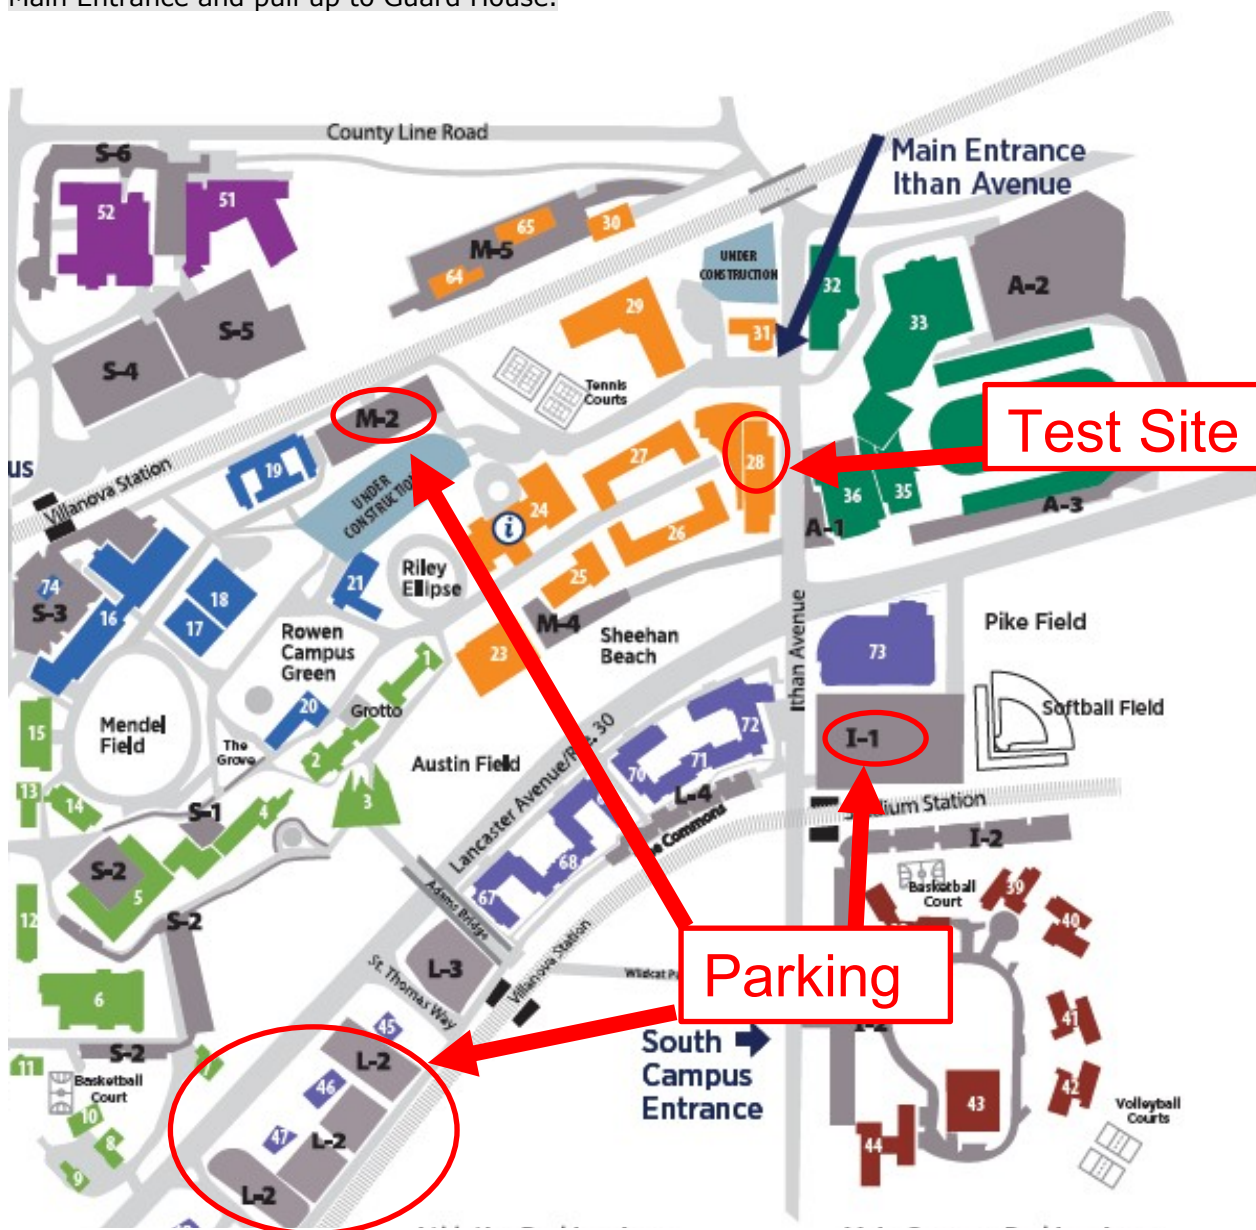 Main Entrance and pull up to Guard House.
County Line Road
Main Entrance
Ithan Avenue
S-6
52
51
65
30
M-5
64
UNDER
CONSTRUCTION
32
A-2
29
31
33
S-5
S-4
Tennis
Courts
M-2
Test Site
us
Villanova Station
19
UNDER
27
28
36
35
A-3
24
i
26
A-1
Riley
Ellipse
74
S-3
21
25
18
16
17
M-4
Sheehan
Beach
Ithan Avenue
Pike Field
Rowen
Campus
Green
1
23
73
20
Grotto
Softball Field
15
Mendel
Field
The
Grove
2
Austin Field
Lancaster Avenue/Rte. 30
72
71
70
I-1
13
14
3
S-1
4
L-4
Commons
Stadium Station
I-2
S-2
5
68
67
Adams Bridge
Basketball
Court
39
40
12
S-2
Parking
L-3
St. Thomas Way
Villanova Station
6
45
I-2
41
S-2
L-2
South
Campus
Entrance
11
7
Basketball
Court
46
43
42
Volleyball
Courts
10
8
47
L-2
44
9
L-2